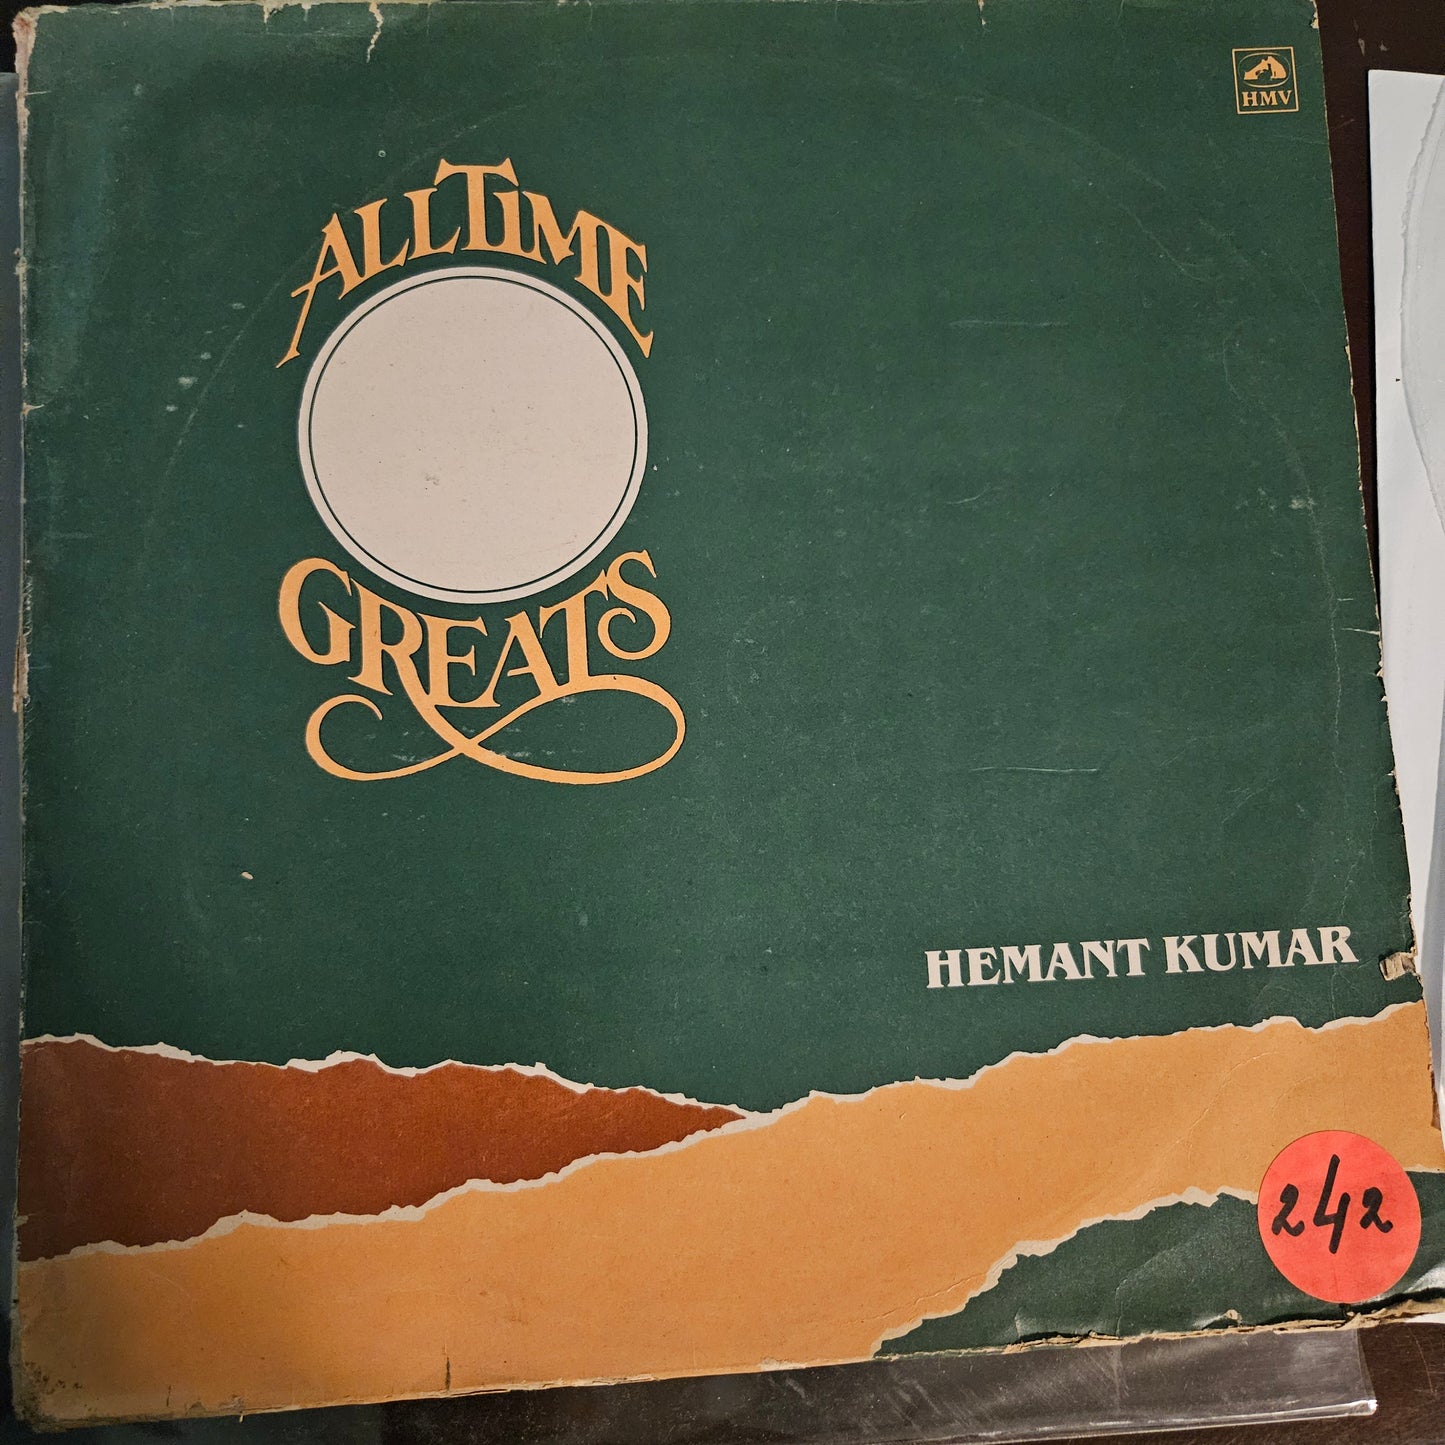 HMV
ALL TIME
GREATS
HEMANT KUMAR
242